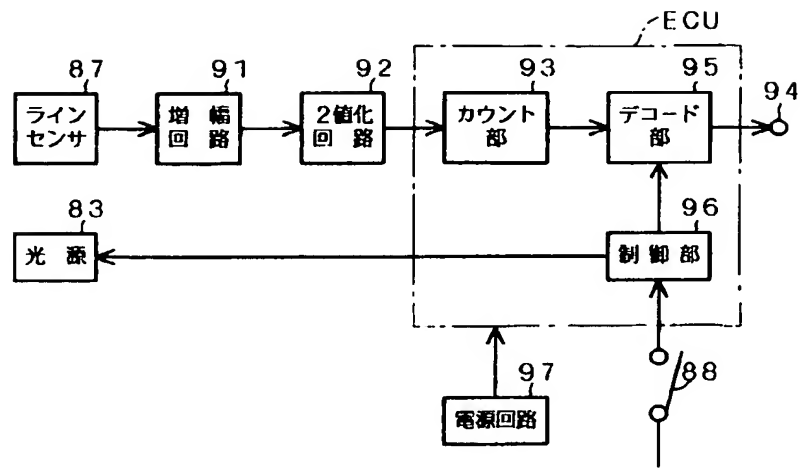 ECU
87
91
92
93
95
94
ライン
センサ
増幅
回路
2値化
回路
カウント
部
デコード
部
83
96
光源
制御部
97
88
電源回路